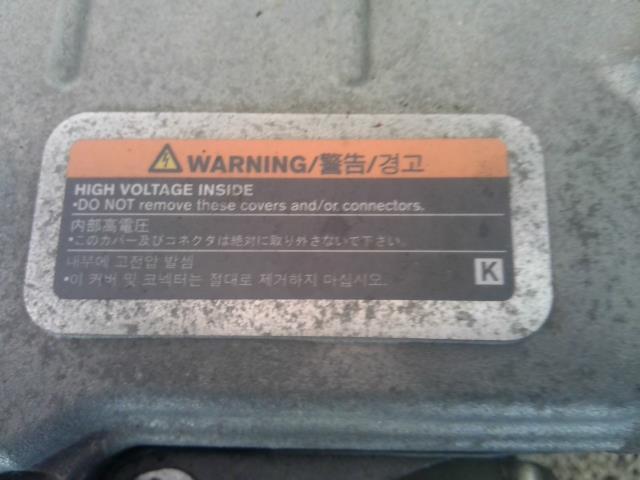 WARNING/警告/경고
HIGH VOLTAGE INSIDE
•DO NOT remove these covers and/or connectors.
内部高電圧
•このカバー及びコネクタは絶対に取り外さないで下さい。
내부에 고전압 발생
•이 커버 및 코넥터는 절대로 제거하지 마십시오.
K